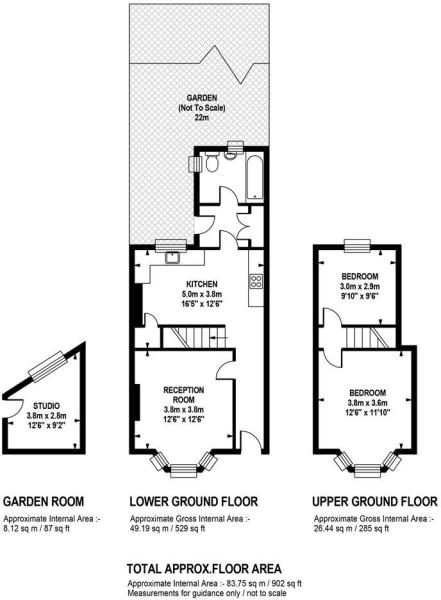 GARDEN
(Not To Scale)
22m
KITCHEN
5.0m x 3.8m
16'5" x 12'6"
BEDROOM
3.0m x 2.9m
9'10" x 9'6"
STUDIO
3.8m x 2.8m
12'6" x 9'2"
RECEPTION
ROOM
3.8m x 3.8m
12'6" x 12'6"
BEDROOM
3.8m x 3.6m
12'6" x 11'10"
GARDEN ROOM
Approximate Internal Area :-
8.12 sq m / 87 sq ft
LOWER GROUND FLOOR
Approximate Gross Internal Area :-
49.19 sq m / 529 sq ft
UPPER GROUND FLOOR
Approximate Gross Internal Area :-
26.44 sq m / 285 sq ft
TOTAL APPROX.FLOOR AREA
Approximate Internal Area :- 83.75 sq m / 902 sq ft
Measurements for guidance only / not to scale